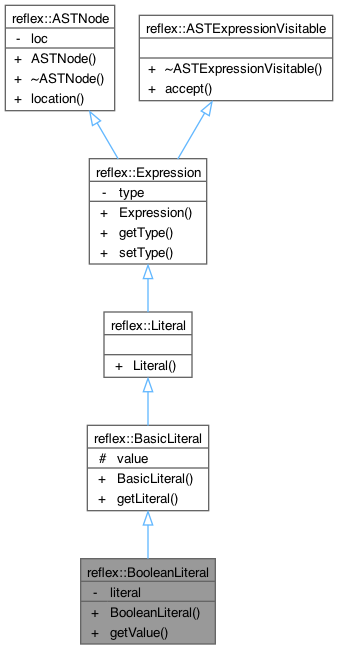 reflex::ASTNode
- loc
+ ASTNode()
+ ~ASTNode()
+ location()
reflex::ASTExpressionVisitable
+ ~ASTExpressionVisitable()
+ accept()
reflex::Expression
- type
+ Expression()
+ getType()
+ setType()
reflex::Literal
+ Literal()
reflex::BasicLiteral
# value
+ BasicLiteral()
+ getLiteral()
reflex::BooleanLiteral
- literal
+ BooleanLiteral()
+ getValue()